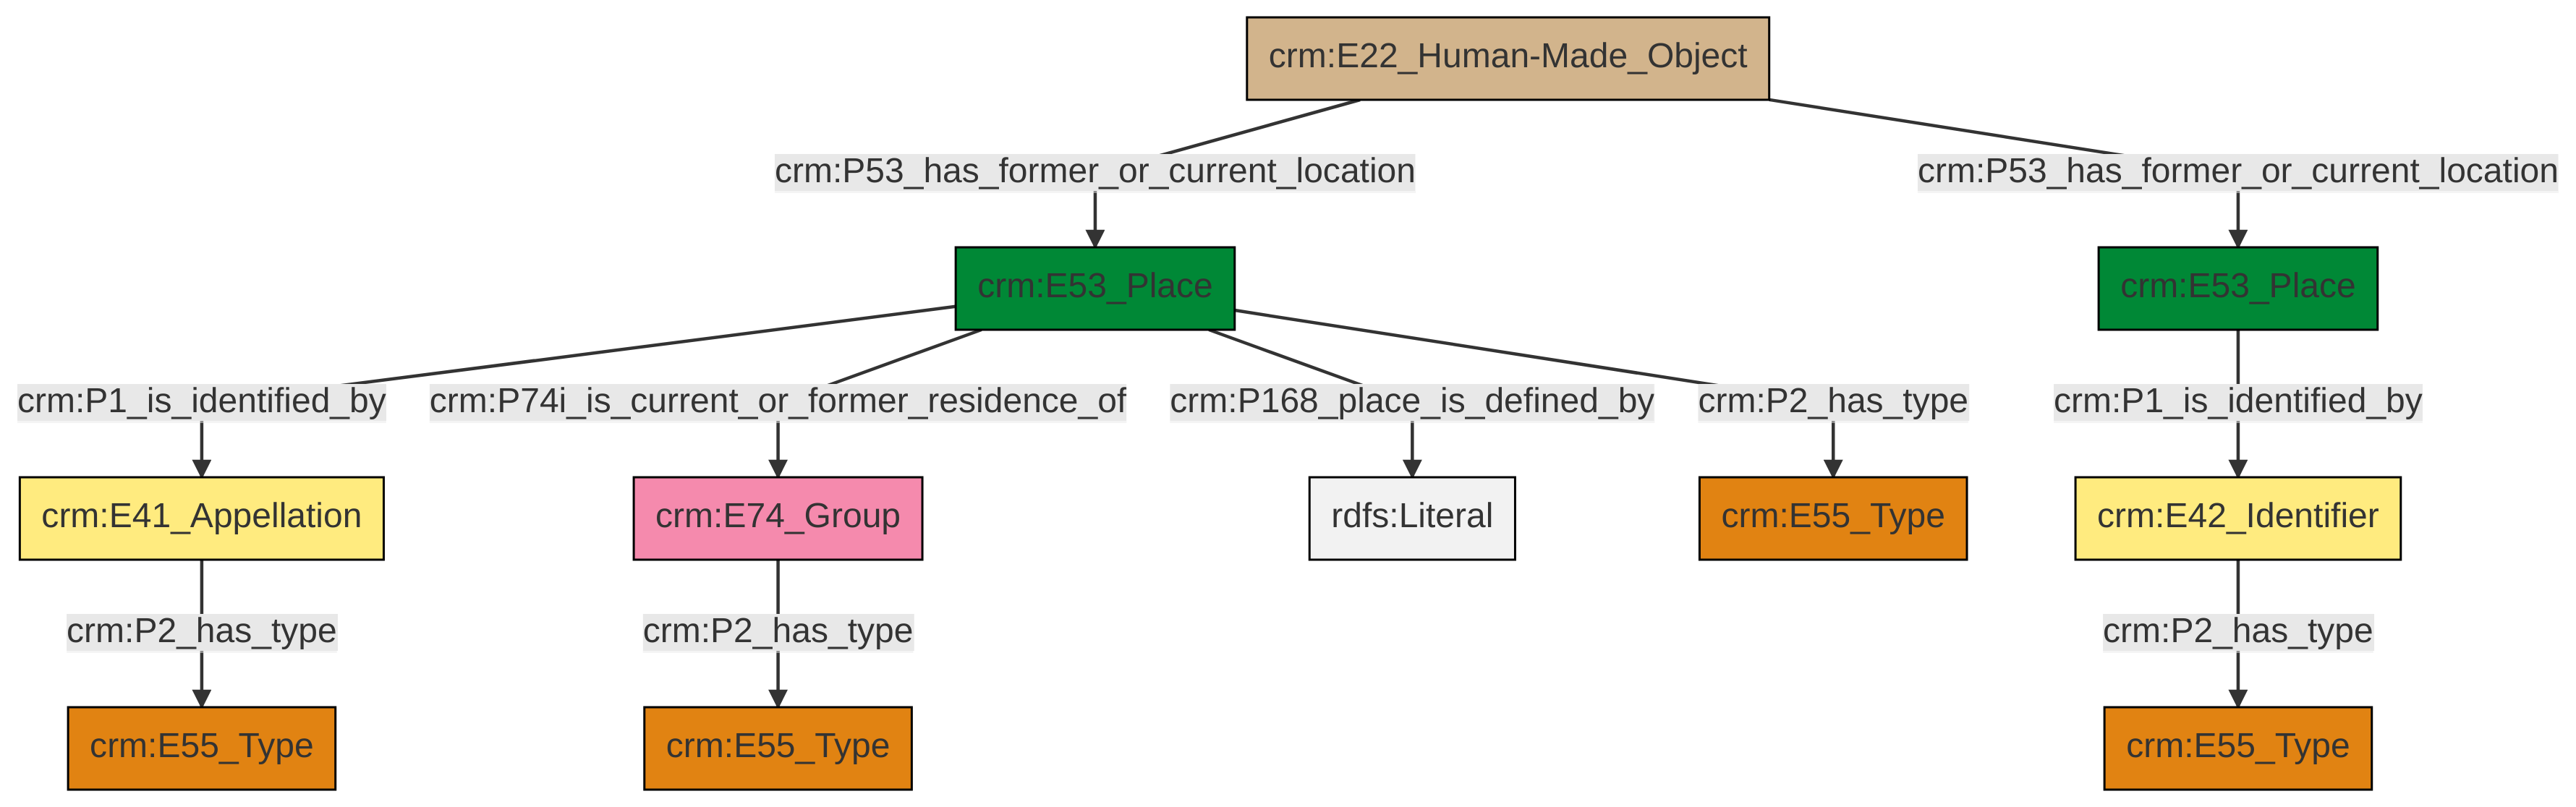 crm:E22_Human-Made_Object
crm:P53_has_former_or_current_location
crm:P53_has_former_or_current_location
crm:E53_Place
crm:E53_Place
crm:P1_is_identified_by
crm:P74i_is_current_or_former_residence_of
crm:P168_place_is_defined_by
crm:P2_has_type
crm:P1_is_identified_by
crm:E41_Appellation
crm:E74_Group
rdfs:Literal
crm:E55_Type
crm:E42_Identifier
crm:P2_has_type
crm:P2_has_type
crm:P2_has_type
crm:E55_Type
crm:E55_Type
crm:E55_Type